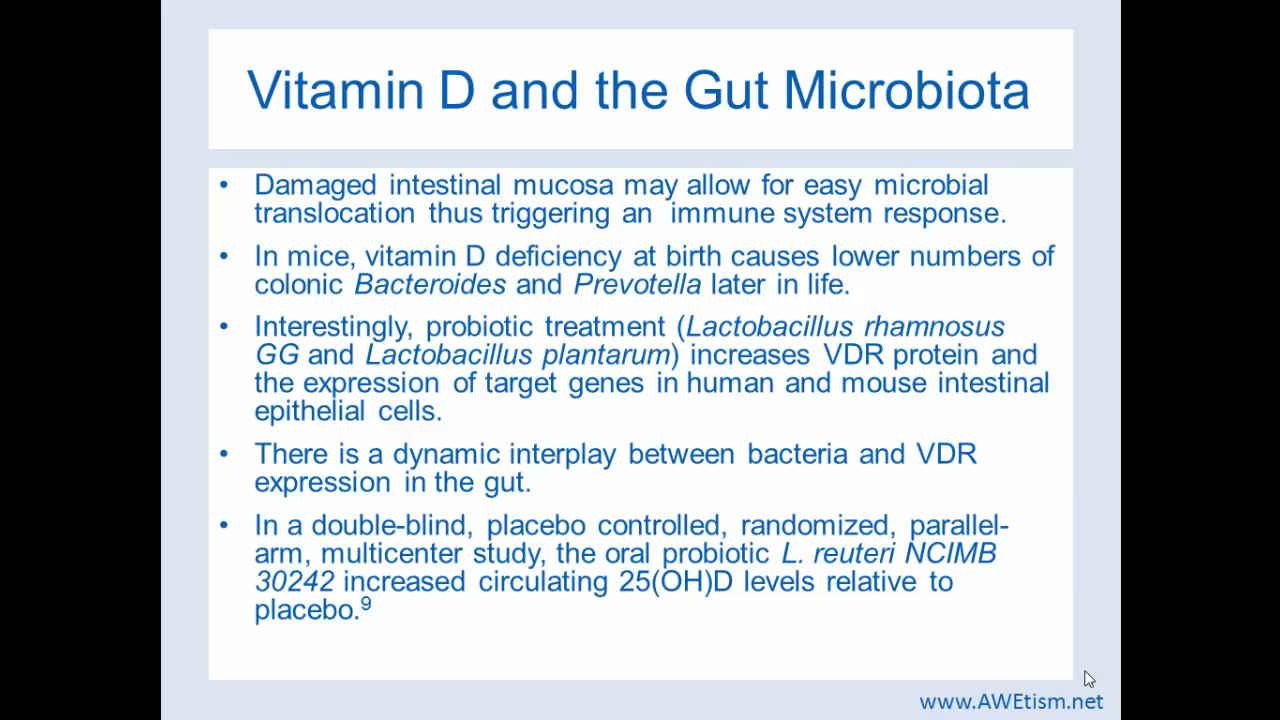 Vitamin D and the Gut Microbiota
• Damaged intestinal mucosa may allow for easy microbial
translocation thus triggering an immune system response.
• In mice, vitamin D deficiency at birth causes lower numbers of
colonic Bacteroides and Prevotella later in life.
• Interestingly, probiotic treatment (Lactobacillus rhamnosus
GG and Lactobacillus plantarum) increases VDR protein and
the expression of target genes in human and mouse intestinal
epithelial cells.
• There is a dynamic interplay between bacteria and VDR
expression in the gut.
• In a double-blind, placebo controlled, randomized, parallel-
arm, multicenter study, the oral probiotic L. reuteri NCIMB
30242 increased circulating 25(OH)D levels relative to
placebo.⁹
www.AWEtism.net